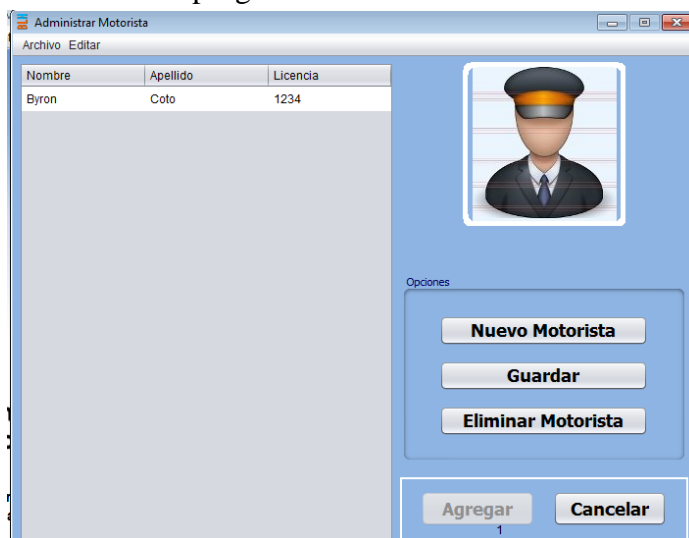 Administrar Motorista
Archivo Editar
Nombre Apellido Licencia
Byron Coto 1234
Opciones
Nuevo Motorista
Guardar
Eliminar Motorista
Agregar Cancelar
1